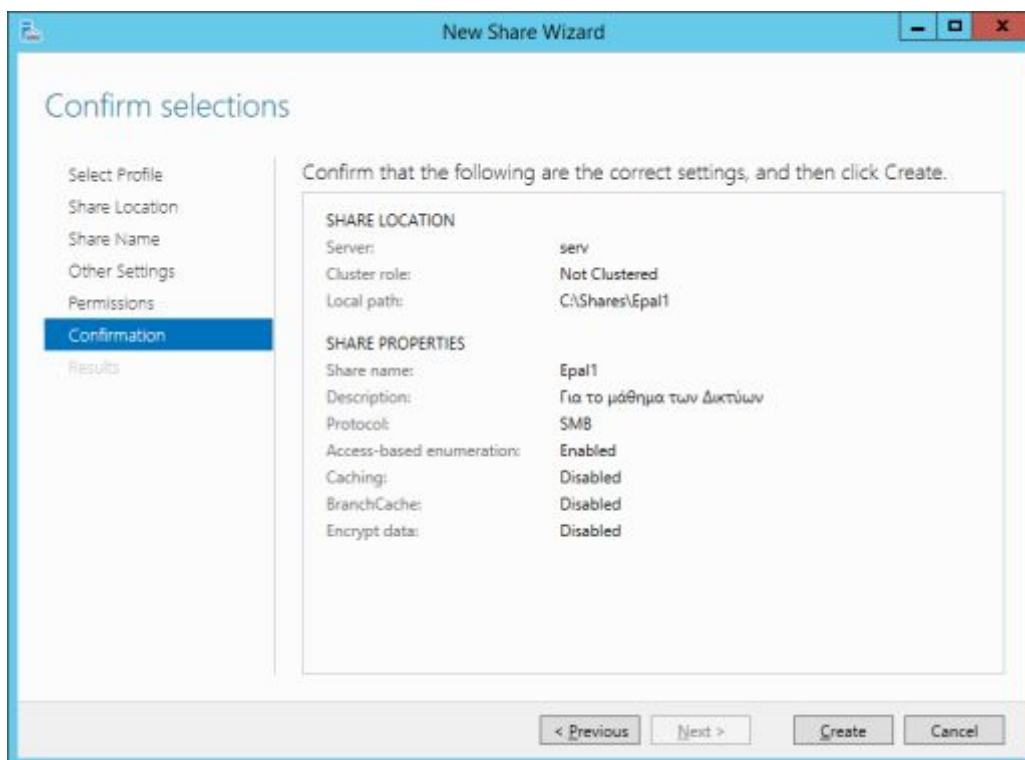 New Share Wizard
Confirm selections
Select Profile
Share Location
Share Name
Other Settings
Permissions
Confirmation
Results
Confirm that the following are the correct settings, and then click Create.
SHARE LOCATION
Server: serv
Cluster role: Not Clustered
Local path: C:\Shares\Epal1
SHARE PROPERTIES
Share name: Epal1
Description: Για το μάθημα των Δικτύων
Protocol: SMB
Access-based enumeration: Enabled
Caching: Disabled
BranchCache: Disabled
Encrypt data: Disabled
< Previous Next > Create Cancel